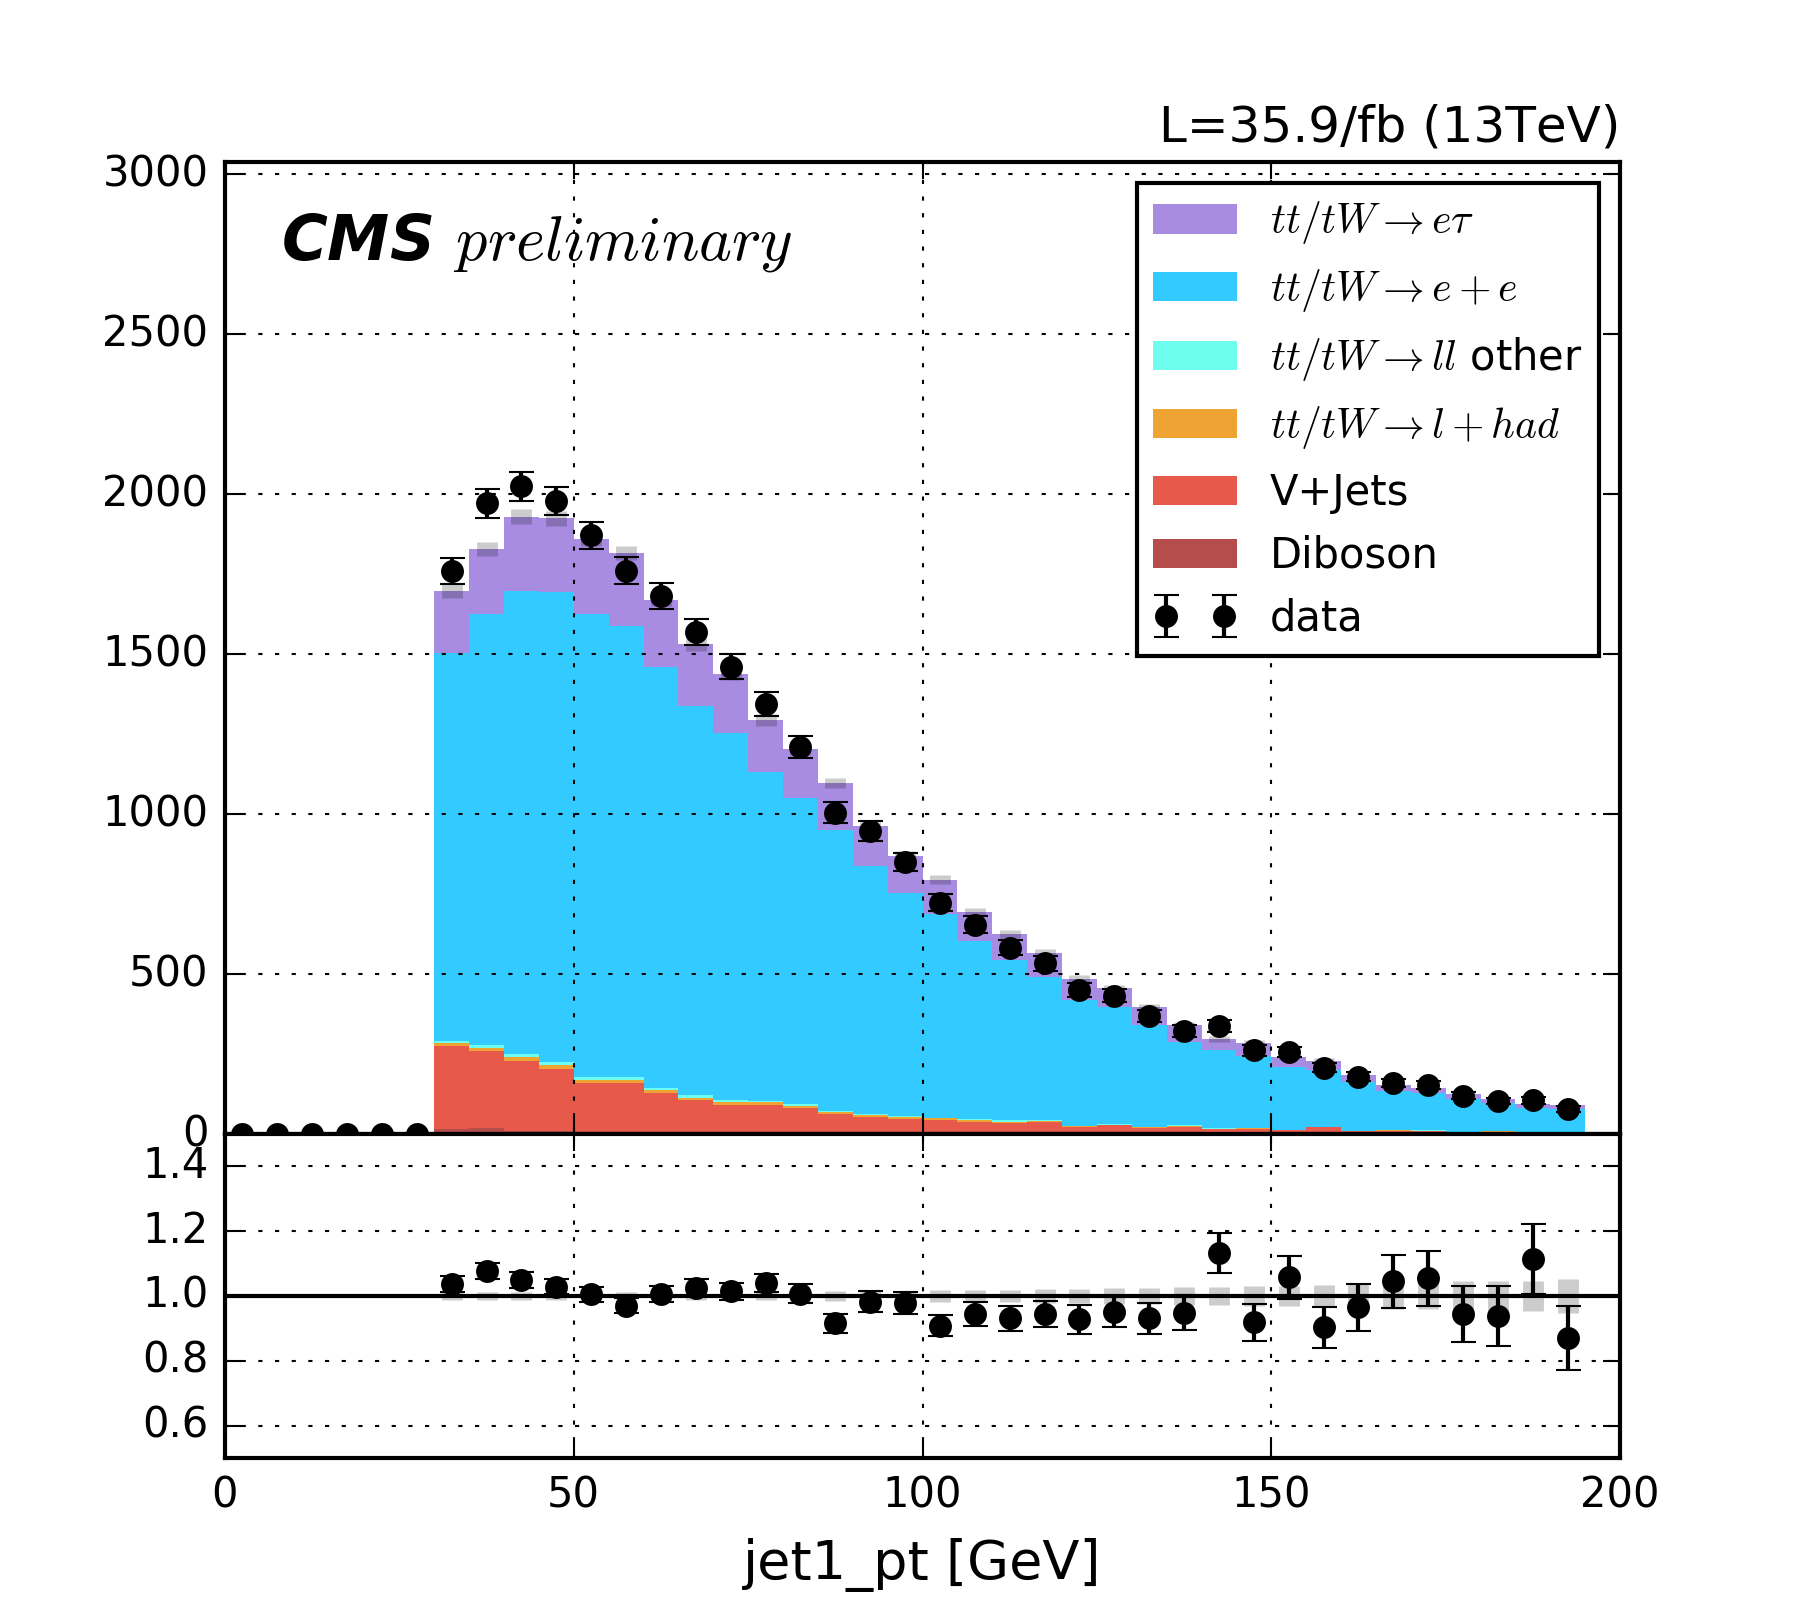 L=35.9/fb (13TeV)
CMS preliminary
3000
2500
2000
1500
1000
500
0
tt/tW→eτ
tt/tW→e+e
tt/tW→ll other
tt/tW→l+had
V+Jets
Diboson
data
1.4
1.2
1.0
0.8
0.6
0 50 100 150 200
jet1_pt [GeV]